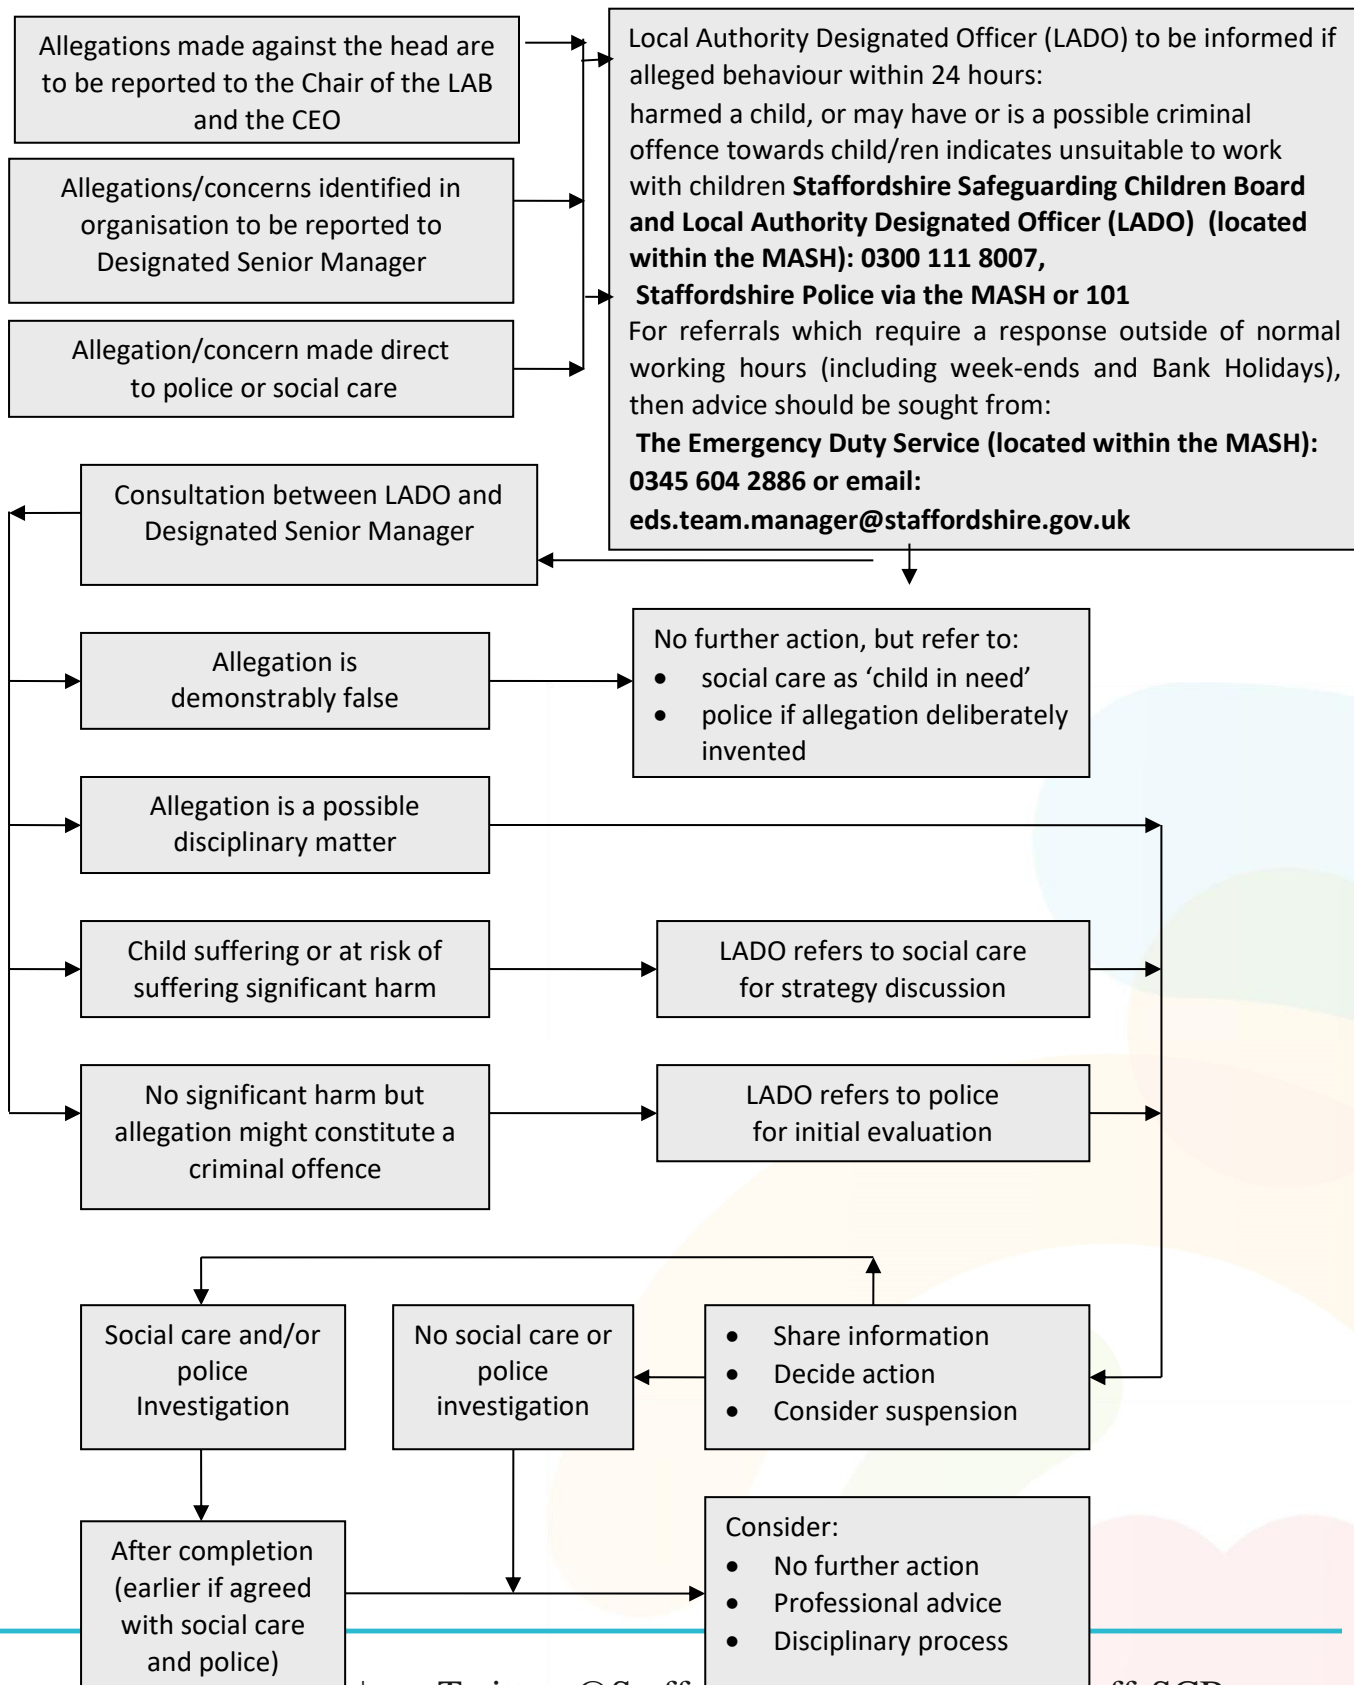 Allegations made against the head are
to be reported to the Chair of the LAB
and the CEO
Allegations/concerns identified in
organisation to be reported to
Designated Senior Manager
Allegation/concern made direct
to police or social care
Local Authority Designated Officer (LADO) to be informed if
alleged behaviour within 24 hours:
harmed a child, or may have or is a possible criminal
offence towards child/ren indicates unsuitable to work
with children Staffordshire Safeguarding Children Board
and Local Authority Designated Officer (LADO) (located
within the MASH): 0300 111 8007,
Staffordshire Police via the MASH or 101
For referrals which require a response outside of normal
working hours (including week-ends and Bank Holidays),
then advice should be sought from:
The Emergency Duty Service (located within the MASH):
0345 604 2886 or email:
eds.team.manager@staffordshire.gov.uk
Consultation between LADO and
Designated Senior Manager
Allegation is
demonstrably false
No further action, but refer to:
• social care as ‘child in need’
• police if allegation deliberately
invented
Allegation is a possible
disciplinary matter
Child suffering or at risk of
suffering significant harm
LADO refers to social care
for strategy discussion
No significant harm but
allegation might constitute a
criminal offence
LADO refers to police
for initial evaluation
Social care and/or
police
Investigation
No social care or
police
investigation
• Share information
• Decide action
• Consider suspension
After completion
(earlier if agreed
with social care
and police)
Consider:
• No further action
• Professional advice
• Disciplinary process